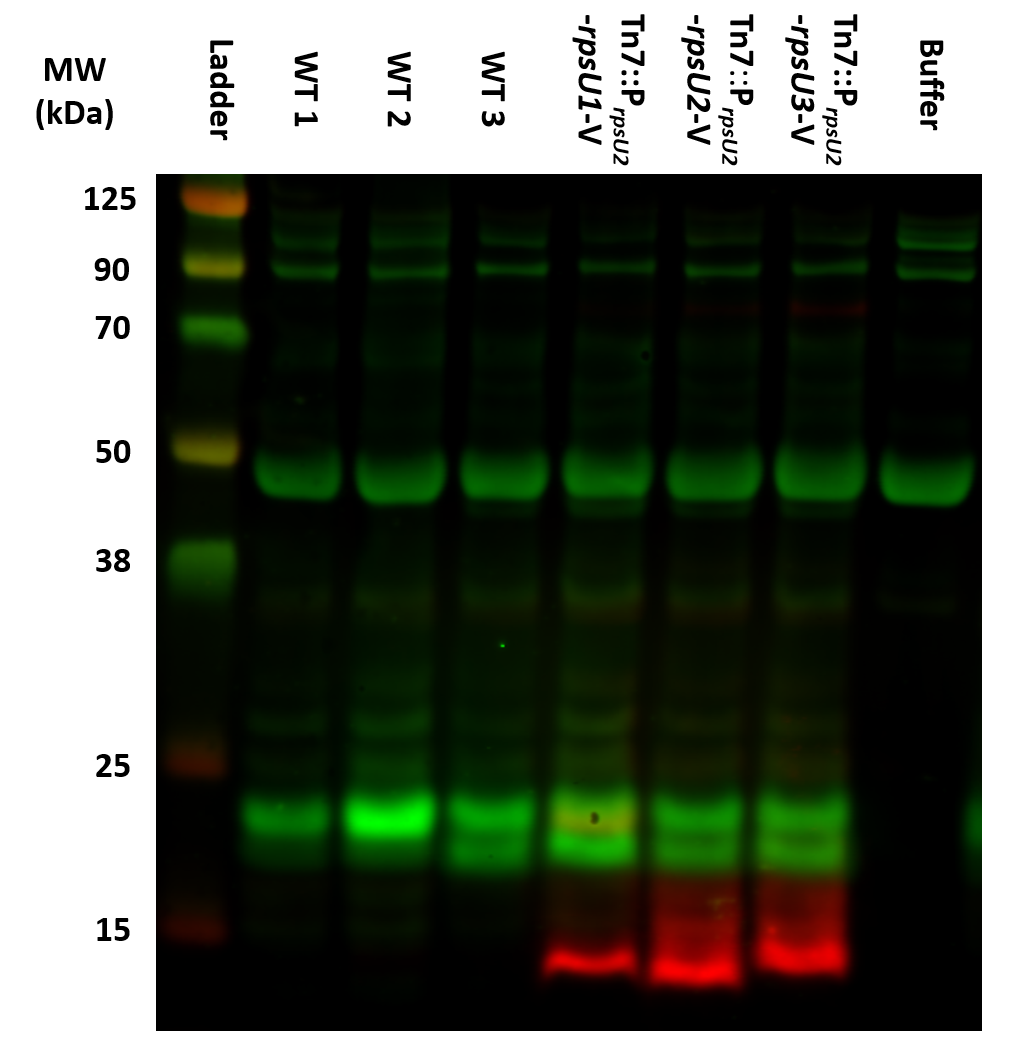 MW
(kDa)
Ladder
WT 1
WT 2
WT 3
Tn7::PrpsU2
-rpsU1-V
Tn7::PrpsU2
-rpsU2-V
Tn7::PrpsU2
-rpsU3-V
Buffer
125
90
70
50
38
25
15